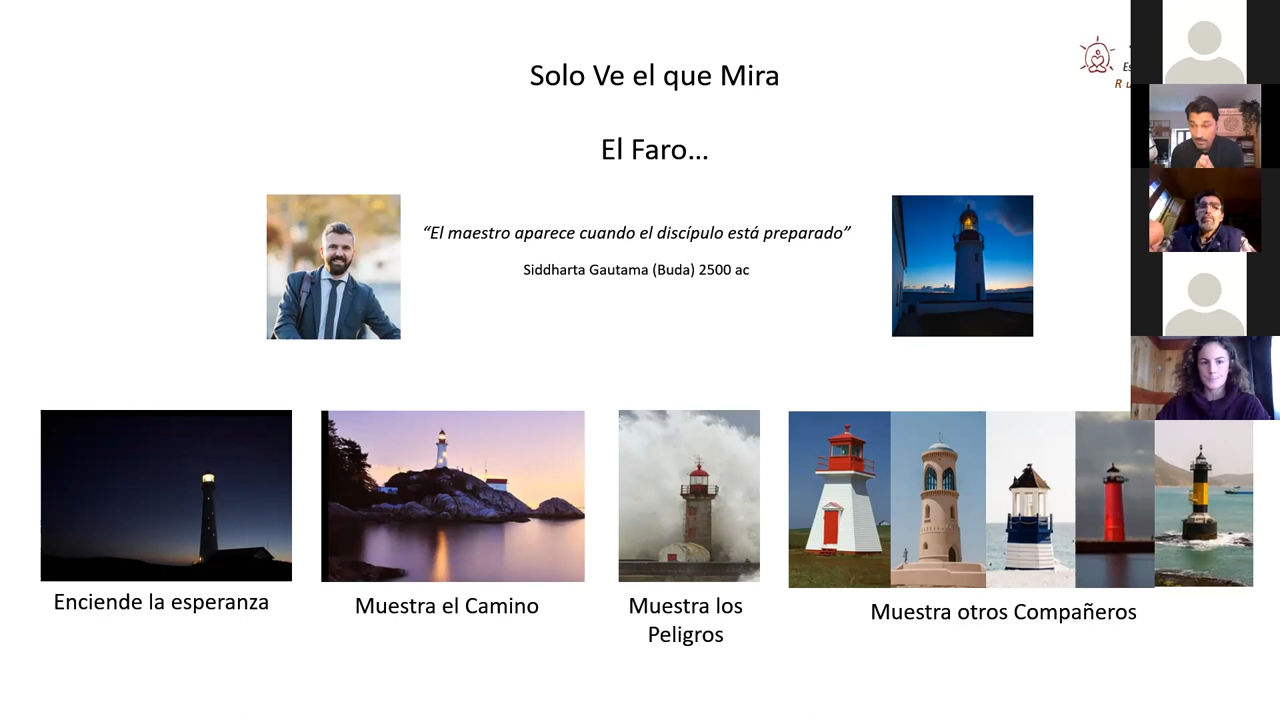 Solo Ve el que Mira
El Faro...
“El maestro aparece cuando el discípulo está preparado”
Siddharta Gautama (Buda) 2500 ac
Enciende la esperanza
Muestra el Camino
Muestra los
Peligros
Muestra otros Compañeros